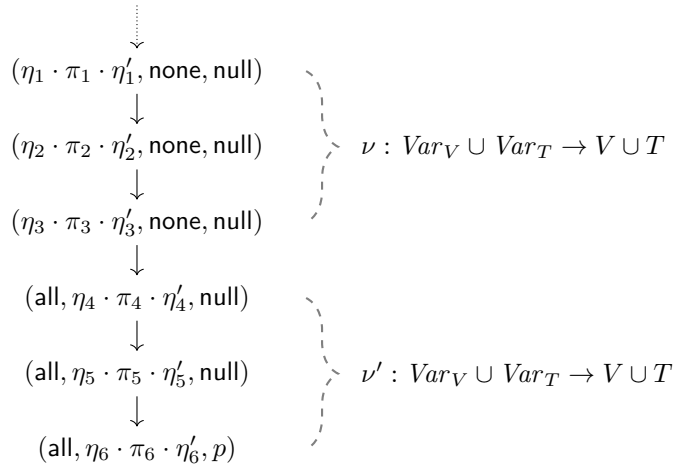 (η₁ · π₁ · η′₁, none, null)
(η₂ · π₂ · η′₂, none, null)
ν : Var_V ∪ Var_T → V ∪ T
(η₃ · π₃ · η′₃, none, null)
(all, η₄ · π₄ · η′₄, null)
(all, η₅ · π₅ · η′₅, null)
ν′ : Var_V ∪ Var_T → V ∪ T
(all, η₆ · π₆ · η′₆, p)